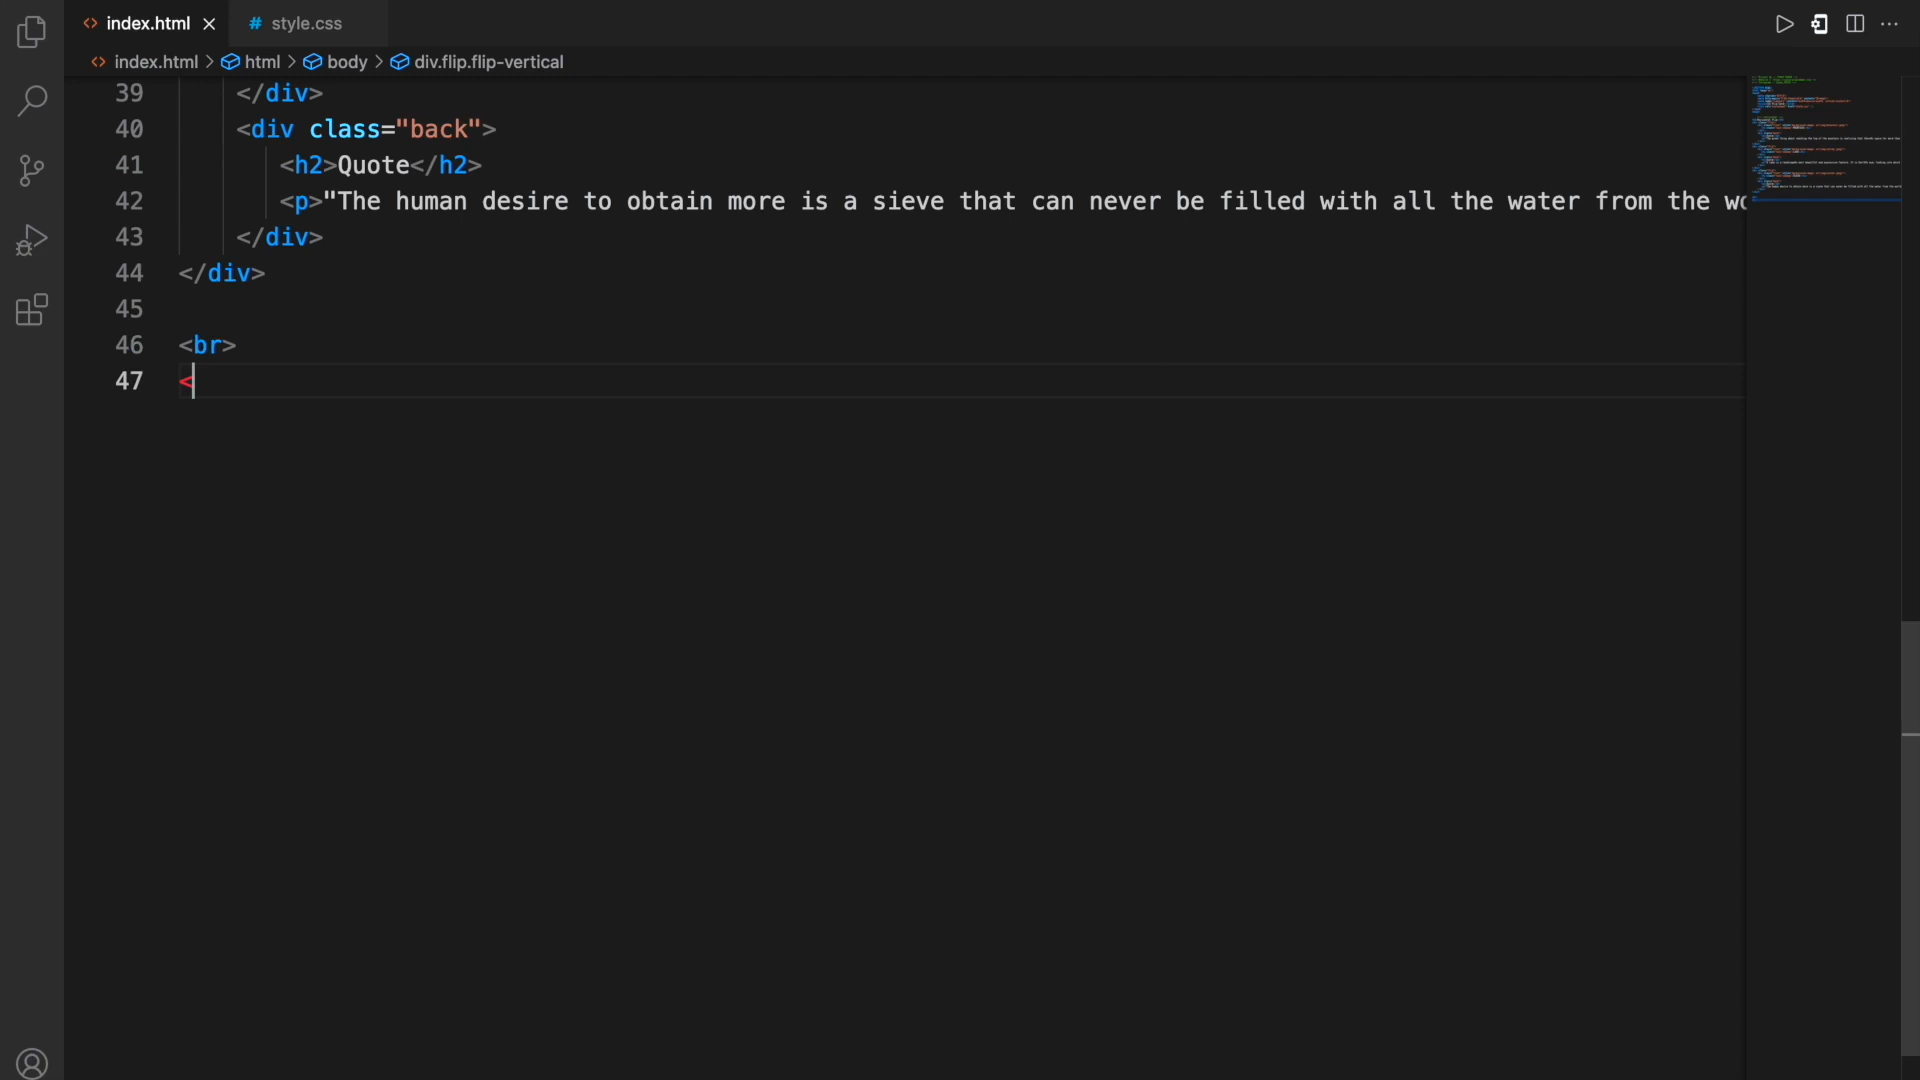 index.html
style.css
index.html > html > body > div.flip.flip-vertical
39 </div>
40 <div class="back">
41 <h2>Quote</h2>
42 <p>"The human desire to obtain more is a sieve that can never be filled with all the water from the
43 </div>
44 </div>
45
46 <br>
47 <